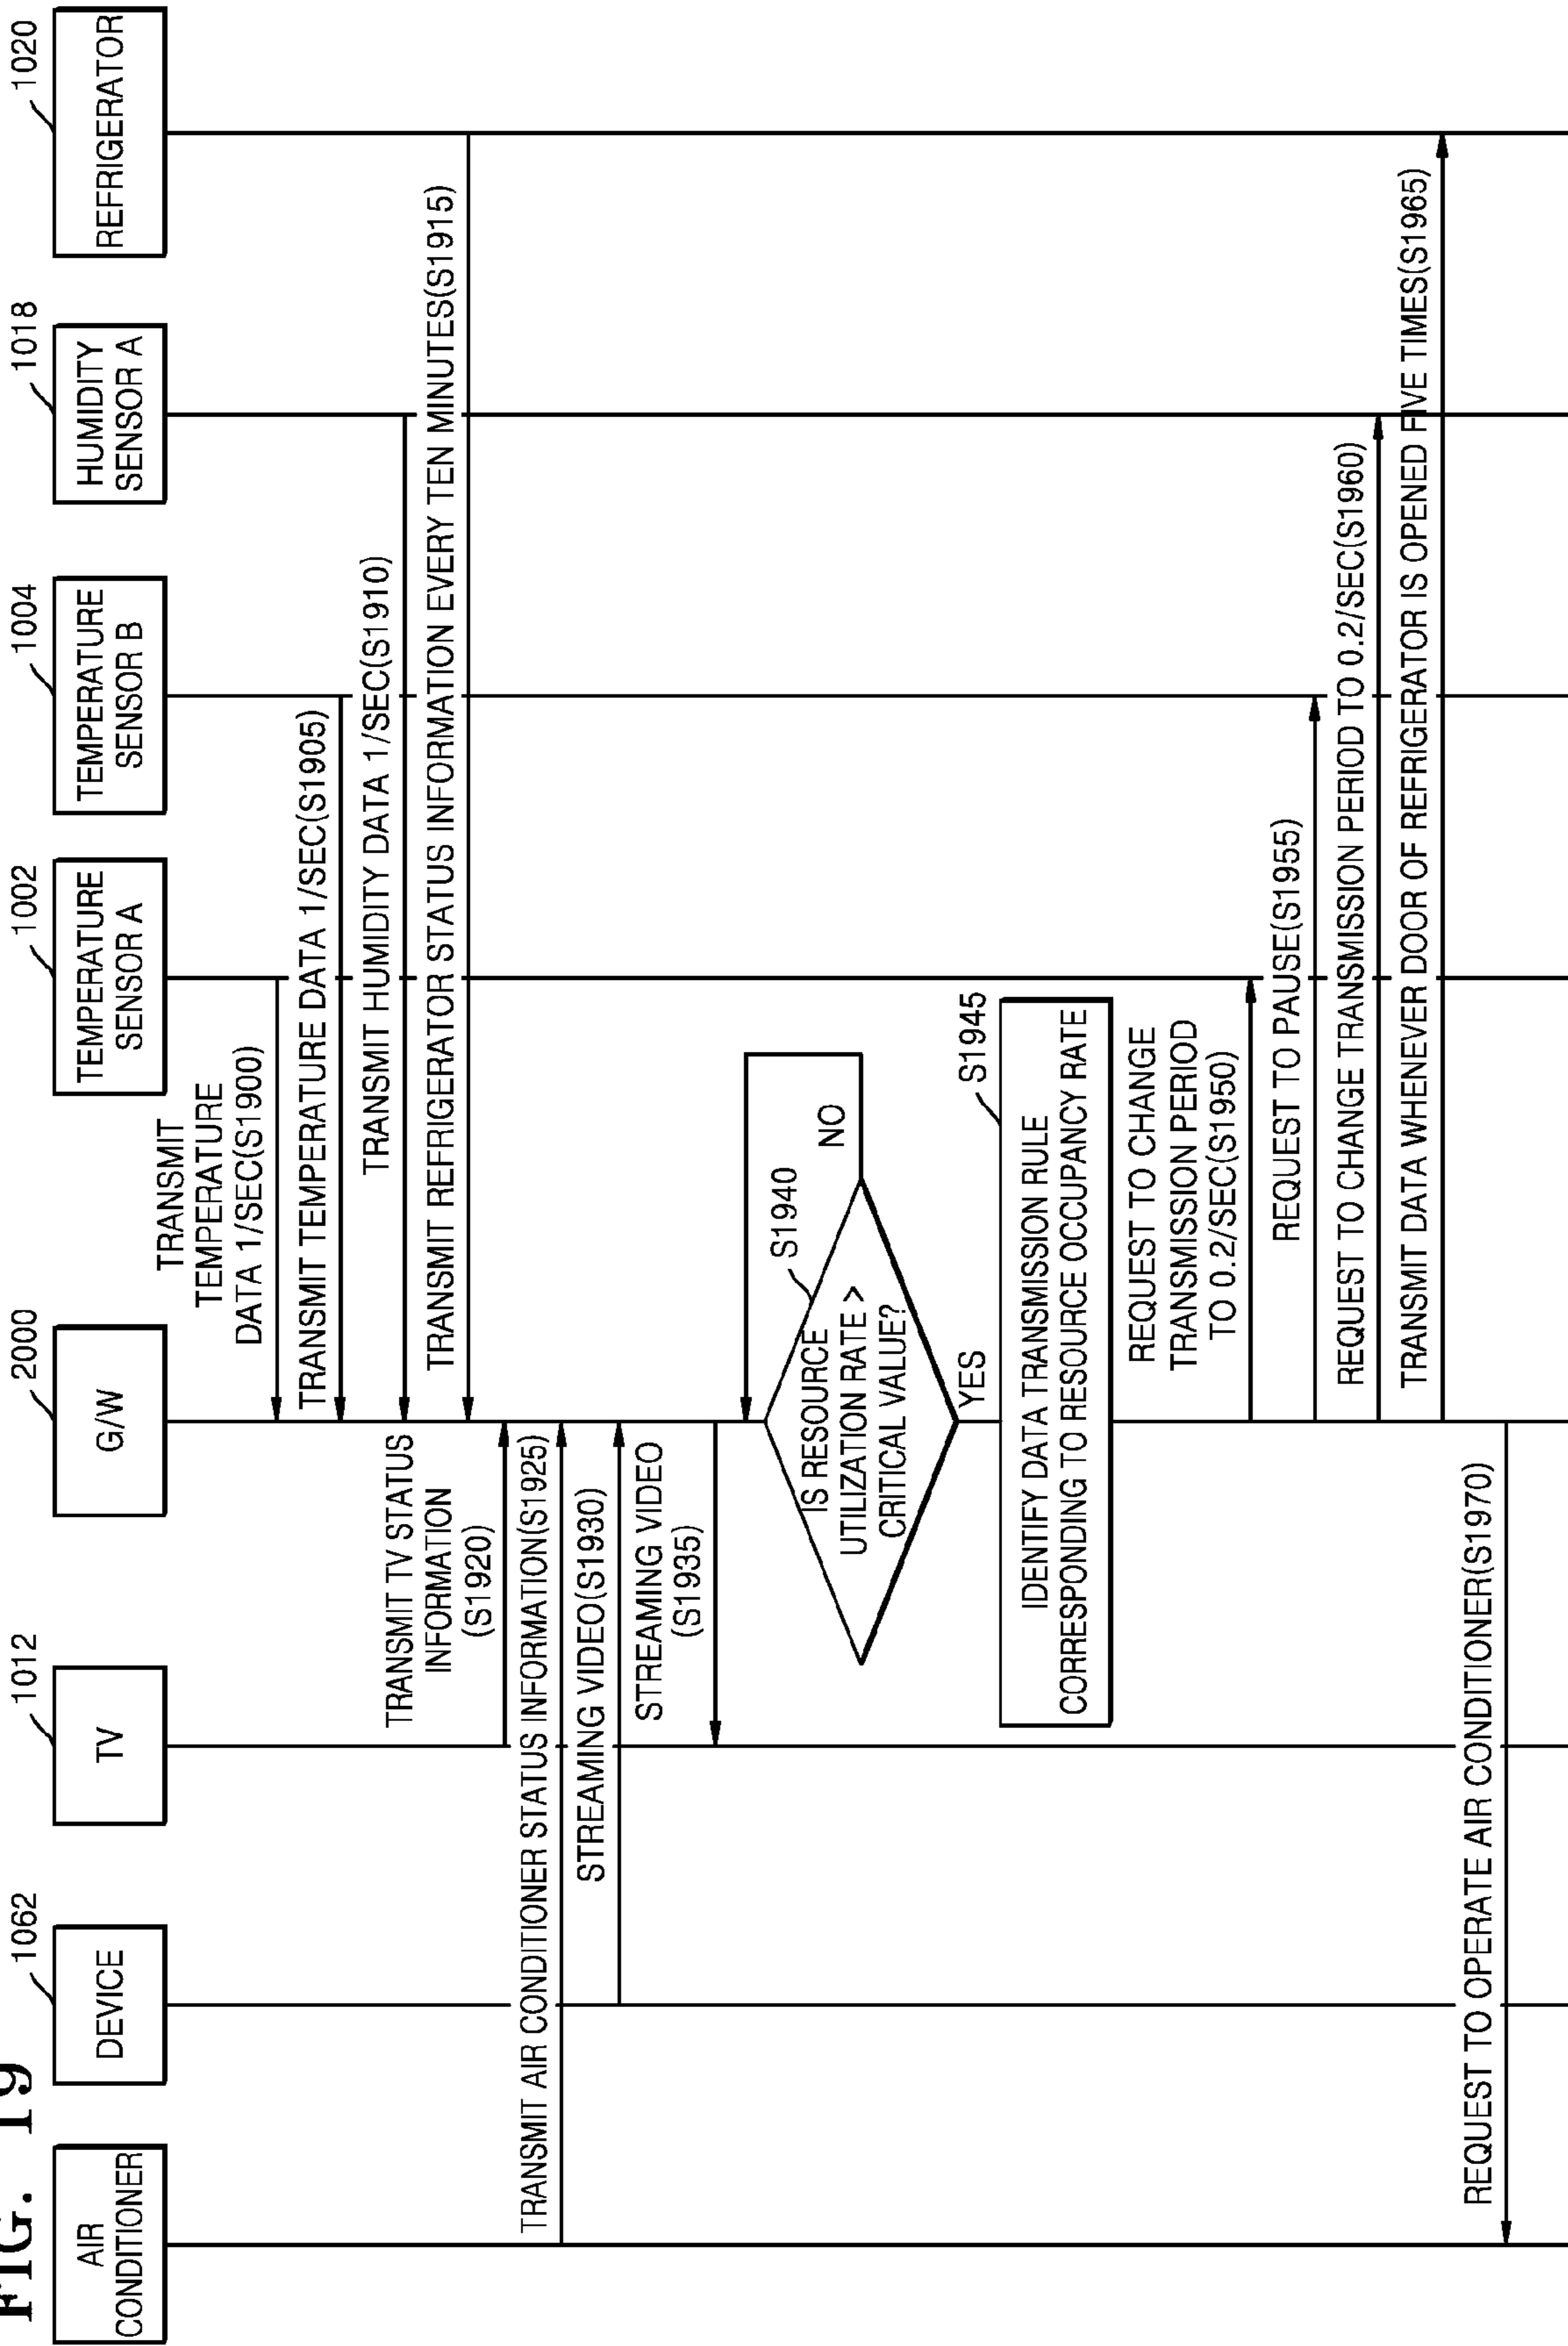 FIG. 19
AIR
CONDITIONER
1062
DEVICE
1012
TV
2000
G/W
1002
TEMPERATURE
SENSOR A
1004
TEMPERATURE
SENSOR B
1018
HUMIDITY
SENSOR A
1020
REFRIGERATOR
TRANSMIT
TEMPERATURE
DATA 1/SEC(S1900)
TRANSMIT TEMPERATURE DATA 1/SEC(S1905)
TRANSMIT HUMIDITY DATA 1/SEC(S1910)
TRANSMIT REFRIGERATOR STATUS INFORMATION EVERY TEN MINUTES(S1915)
TRANSMIT TV STATUS
INFORMATION
(S1920)
TRANSMIT AIR CONDITIONER STATUS INFORMATION(S1925)
STREAMING VIDEO(S1930)
STREAMING VIDEO
(S1935)
S1940
IS RESOURCE
UTILIZATION RATE >
CRITICAL VALUE?
NO
YES
S1945
IDENTIFY DATA TRANSMISSION RULE
CORRESPONDING TO RESOURCE OCCUPANCY RATE
REQUEST TO CHANGE
TRANSMISSION PERIOD
TO 0.2/SEC(S1950)
REQUEST TO PAUSE(S1955)
REQUEST TO CHANGE TRANSMISSION PERIOD TO 0.2/SEC(S1960)
TRANSMIT DATA WHENEVER DOOR OF REFRIGERATOR IS OPENED FIVE TIMES(S1965)
REQUEST TO OPERATE AIR CONDITIONER(S1970)